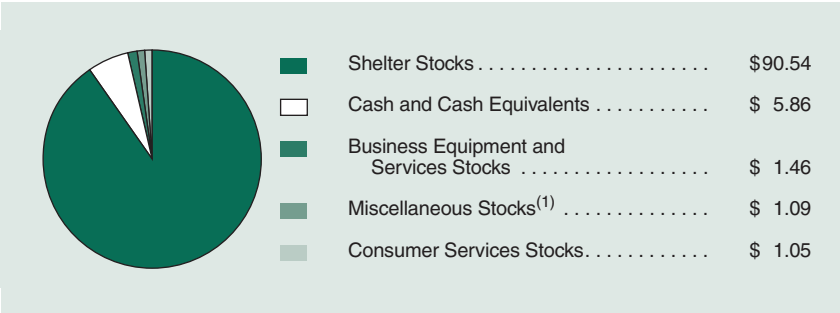 Shelter Stocks . . . . . . . . . . . . . . . . . . . . . . $90.54
Cash and Cash Equivalents . . . . . . . . . . . $ 5.86
Business Equipment and
Services Stocks . . . . . . . . . . . . . . . . . . $ 1.46
Miscellaneous Stocks(1) . . . . . . . . . . . . . . $ 1.09
Consumer Services Stocks. . . . . . . . . . . . $ 1.05